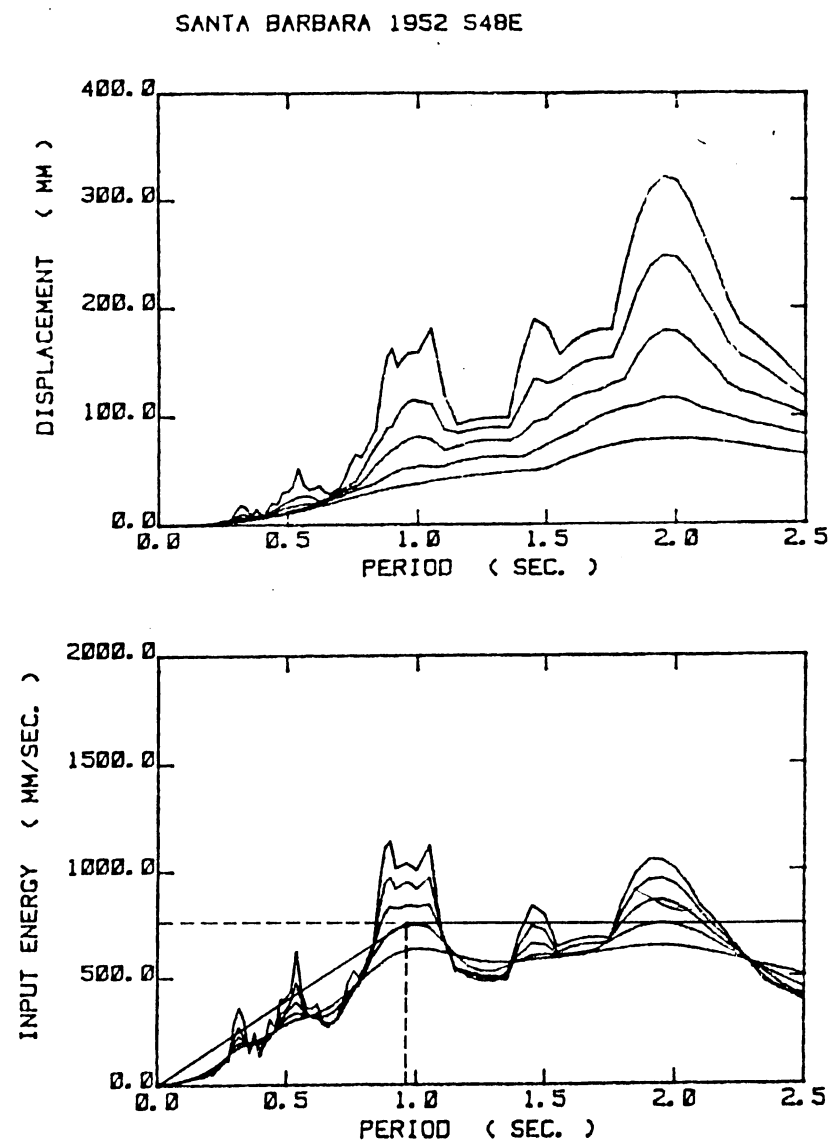 SANTA BARBARA 1952 S48E
400.0
300.0
200.0
100.0
0.0
DISPLACEMENT ( MM )
0.0 0.5 1.0 1.5 2.0 2.5
PERIOD ( SEC. )
2000.0
1500.0
1000.0
500.0
0.0
INPUT ENERGY ( MM/SEC. )
0.0 0.5 1.0 1.5 2.0 2.5
PERIOD ( SEC. )